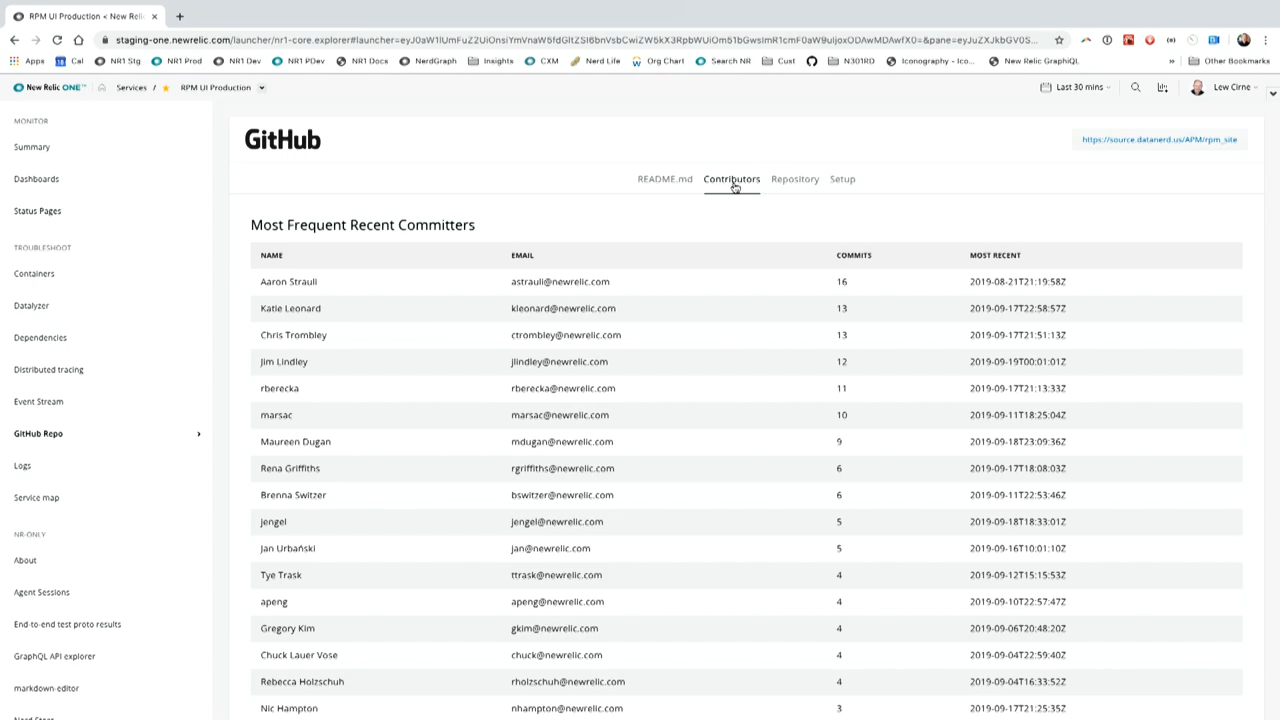 RPM UI Production < New Relic
staging-one.newrelic.com/launcher/nr1-core.explorer#launcher=
Apps Cal NR1 Stg NR1 Prod NR1 Dev NR1 PDev NR1 Docs NerdGraph Insights CXM Nerd Life Org Chart Search NR Cust N301RD Iconography - Ico... New Relic GraphiQL » Other Bookmarks
New Relic ONE™ Services / RPM UI Production Last 30 mins Lew Cirne
MONITOR
Summary
Dashboards
Status Pages
TROUBLESHOOT
Containers
Datalyzer
Dependencies
Distributed tracing
Event Stream
GitHub Repo
Logs
Service map
NR-ONLY
About
Agent Sessions
End-to-end test proto results
GraphQL API explorer
markdown-editor
GitHub
https://source.datanerd.us/APM/rpm_site
README.md Contributors Repository Setup
Most Frequent Recent Committers
NAME EMAIL COMMITS MOST RECENT
Aaron Strauli astrauli@newrelic.com 16 2019-08-21T21:19:58Z
Katie Leonard kleonard@newrelic.com 13 2019-09-17T22:58:57Z
Chris Trombley ctrombley@newrelic.com 13 2019-09-17T21:51:13Z
Jim Lindley jlindley@newrelic.com 12 2019-09-19T00:01:01Z
rberecka rberecka@newrelic.com 11 2019-09-17T21:13:33Z
marsac marsac@newrelic.com 10 2019-09-11T18:25:04Z
Maureen Dugan mdugan@newrelic.com 9 2019-09-18T23:09:36Z
Rena Griffiths rgriffiths@newrelic.com 6 2019-09-17T18:08:03Z
Brenna Switzer bswitzer@newrelic.com 6 2019-09-11T22:53:46Z
jengel jengel@newrelic.com 5 2019-09-18T18:33:01Z
Jan Urbański jan@newrelic.com 5 2019-09-16T10:01:10Z
Tye Trask ttrask@newrelic.com 4 2019-09-12T15:15:53Z
apeng apeng@newrelic.com 4 2019-09-10T22:57:47Z
Gregory Kim gkim@newrelic.com 4 2019-09-06T20:48:20Z
Chuck Lauer Vose chuck@newrelic.com 4 2019-09-04T22:59:40Z
Rebecca Holzschuh rholzschuh@newrelic.com 4 2019-09-04T16:33:52Z
Nic Hampton nhampton@newrelic.com 3 2019-09-17T21:25:35Z